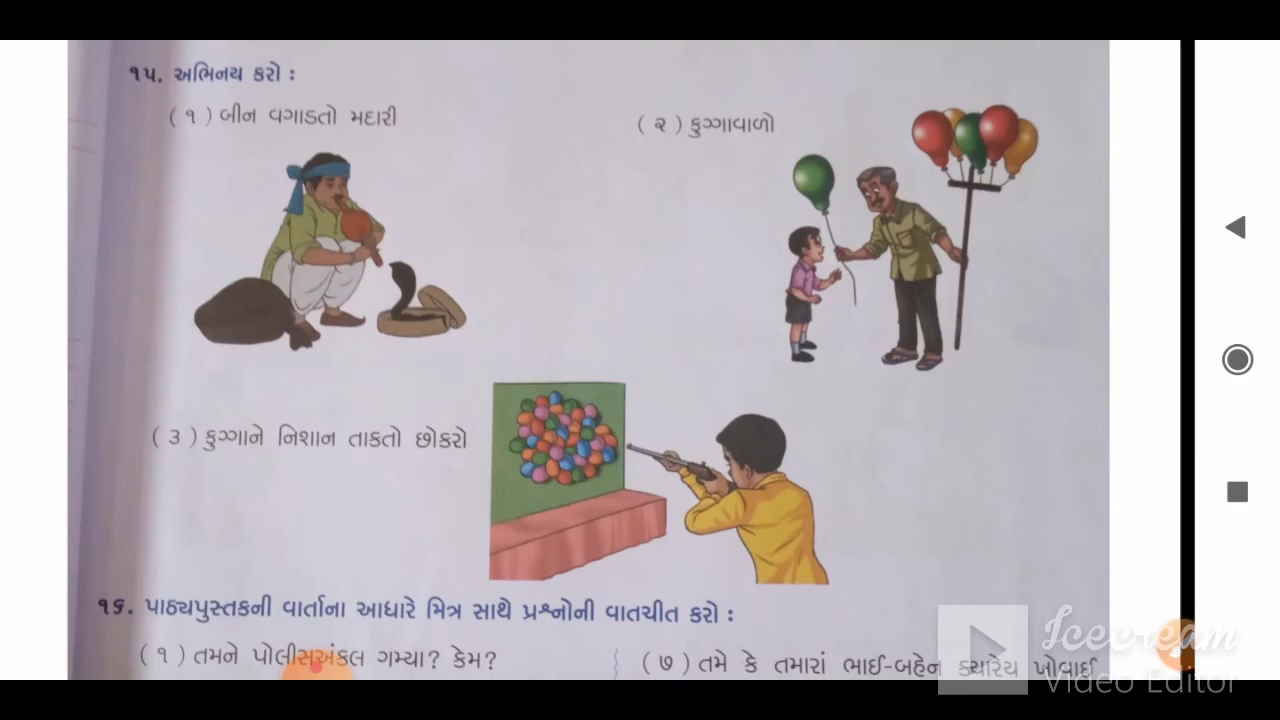 ૧૫. અભિનય કરો :
(૧) બીન વગાડતો મદારી
(૨) ફુગ્ગાવાળો
(૩) ફુગ્ગાને નિશાન તાકતો છોકરો
૧૬. પાઠ્યપુસ્તકની વાર્તાના આધારે મિત્ર સાથે પ્રશ્નોની વાતચીત કરો :
(૧) તમને પોલીસઅંકલ ગમ્યા? કેમ?
(૭) તમે કે તમારાં ભાઈ-બહેન ક્યારેય ખોવાઈ
Icecream
Video Editor